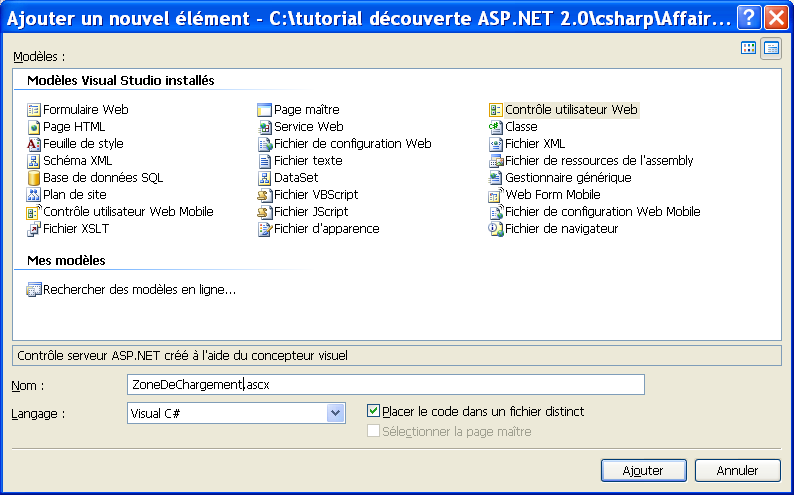 Ajouter un nouvel élément - C:\tutorial découverte ASP.NET 2.0\csharp\Affair...
Modèles :
Modèles Visual Studio installés
Formulaire Web Page maître Contrôle utilisateur Web
Page HTML Service Web Classe
Feuille de style Fichier de configuration Web Fichier XML
Schéma XML Fichier texte Fichier de ressources de l'assembly
Base de données SQL DataSet Gestionnaire générique
Plan de site Fichier VBScript Web Form Mobile
Contrôle utilisateur Web Mobile Fichier JScript Fichier de configuration Web Mobile
Fichier XSLT Fichier d'apparence Fichier de navigateur
Mes modèles
Rechercher des modèles en ligne...
Contrôle serveur ASP.NET créé à l'aide du concepteur visuel
Nom : ZoneDeChargement.ascx
Langage : Visual C# Placer le code dans un fichier distinct
Sélectionner la page maître
Ajouter Annuler